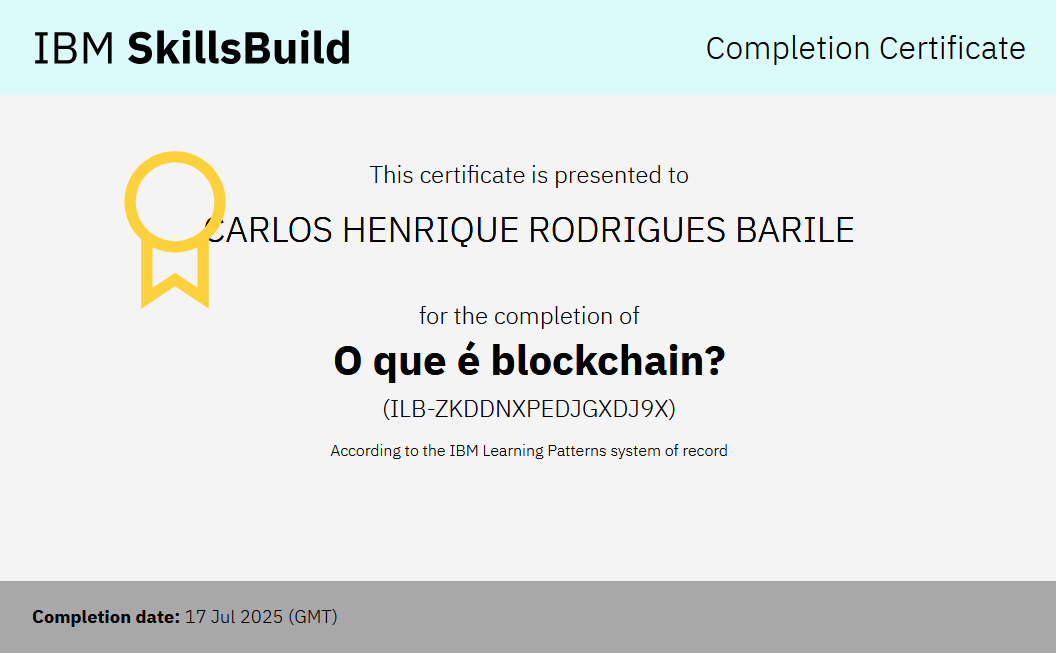 IBM SkillsBuild
Completion Certificate
This certificate is presented to
CARLOS HENRIQUE RODRIGUES BARILE
for the completion of
O que é blockchain?
(ILB-ZKDDNXPEDJGXDJ9X)
According to the IBM Learning Patterns system of record
Completion date: 17 Jul 2025 (GMT)